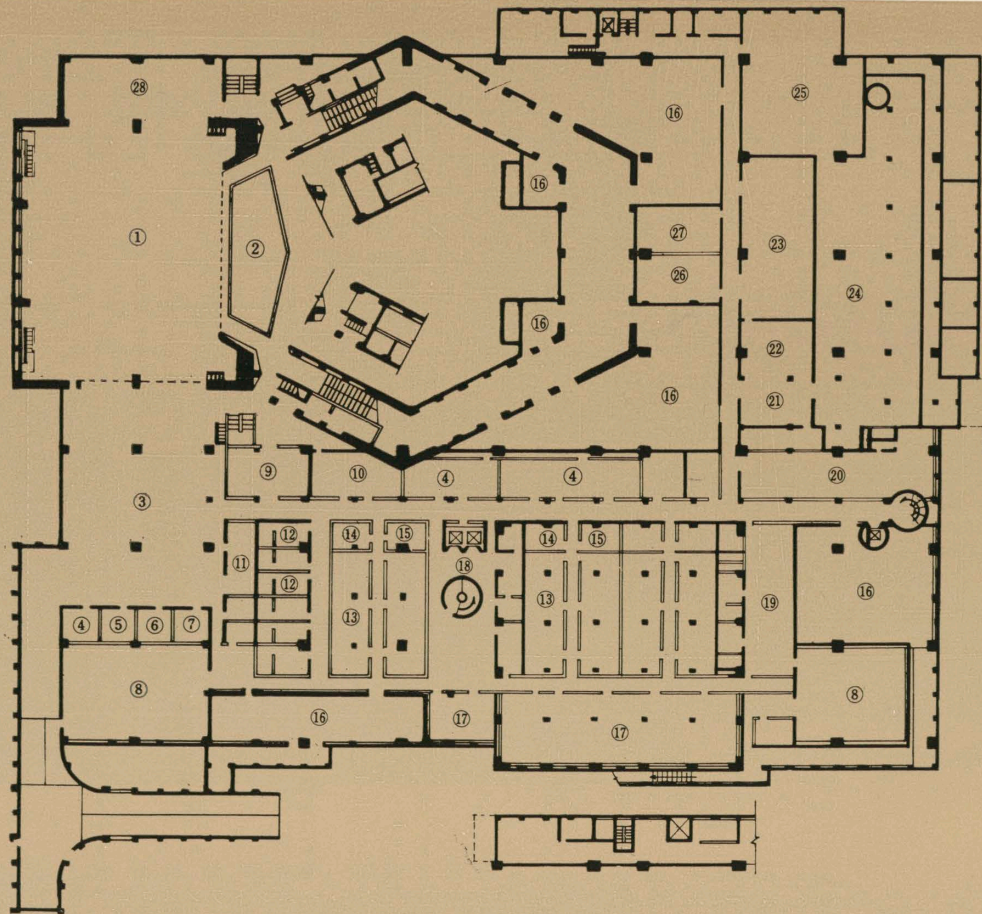 ㉘ ⑯ ㉕
⑯
① ② ㉗ ㉓
㉖ ㉔
⑯ ㉒
⑯ ㉑
⑨ ⑩ ④ ④ ⑳
③
⑫ ⑭ ⑮ ⑭ ⑮
⑪ ⑱
⑫ ⑬ ⑬ ⑲ ⑯
④ ⑤ ⑥ ⑦
⑧ ⑧
⑯ ⑰ ⑰